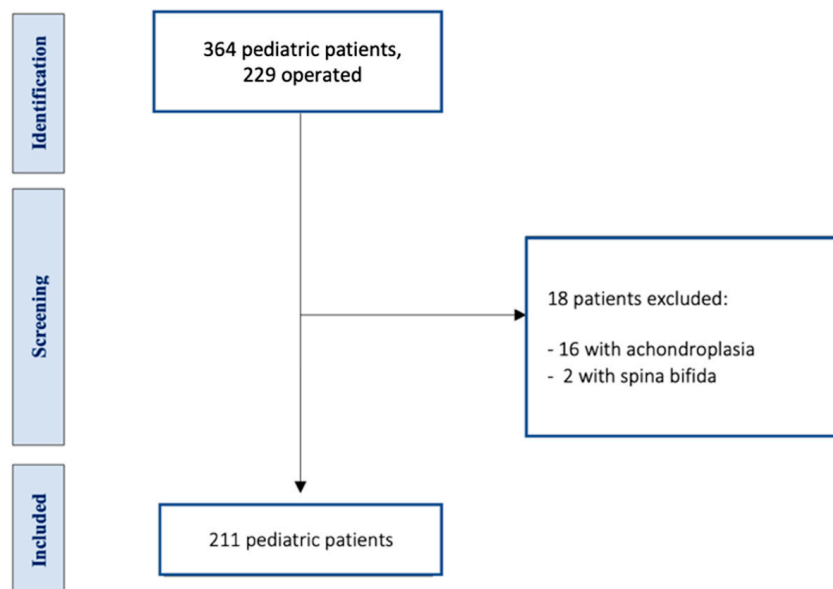 Identification
364 pediatric patients,
229 operated
Screening
18 patients excluded:
- 16 with achondroplasia
- 2 with spina bifida
Included
211 pediatric patients